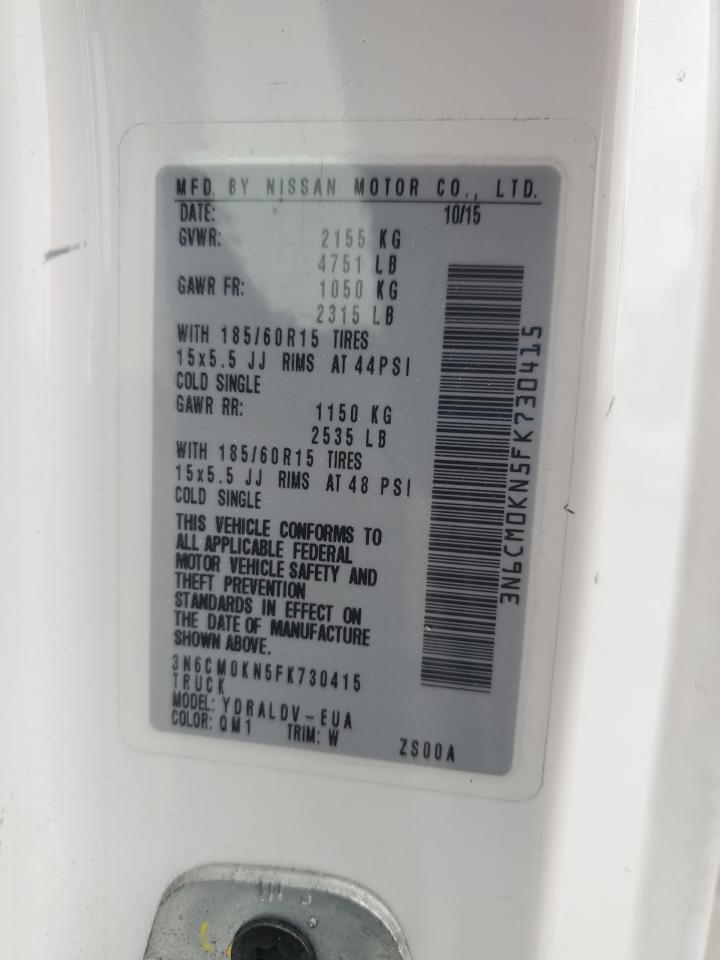 MFD. BY NISSAN MOTOR CO., LTD.
DATE: 10/15
GVWR: 2155 KG
4751 LB
GAWR FR: 1050 KG
2315 LB
WITH 185/60R15 TIRES
15x5.5 JJ RIMS AT 44PSI
COLD SINGLE
GAWR RR: 1150 KG
2535 LB
WITH 185/60R15 TIRES
15x5.5 JJ RIMS AT 48 PSI
COLD SINGLE
THIS VEHICLE CONFORMS TO
ALL APPLICABLE FEDERAL
MOTOR VEHICLE SAFETY AND
THEFT PREVENTION
STANDARDS IN EFFECT ON
THE DATE OF MANUFACTURE
SHOWN ABOVE.
3N6CM0KN5FK730415
TRUCK
MODEL: YDRALDV-EUA
COLOR: QM1 TRIM: W ZS00A
3N6CM0KN5FK730415